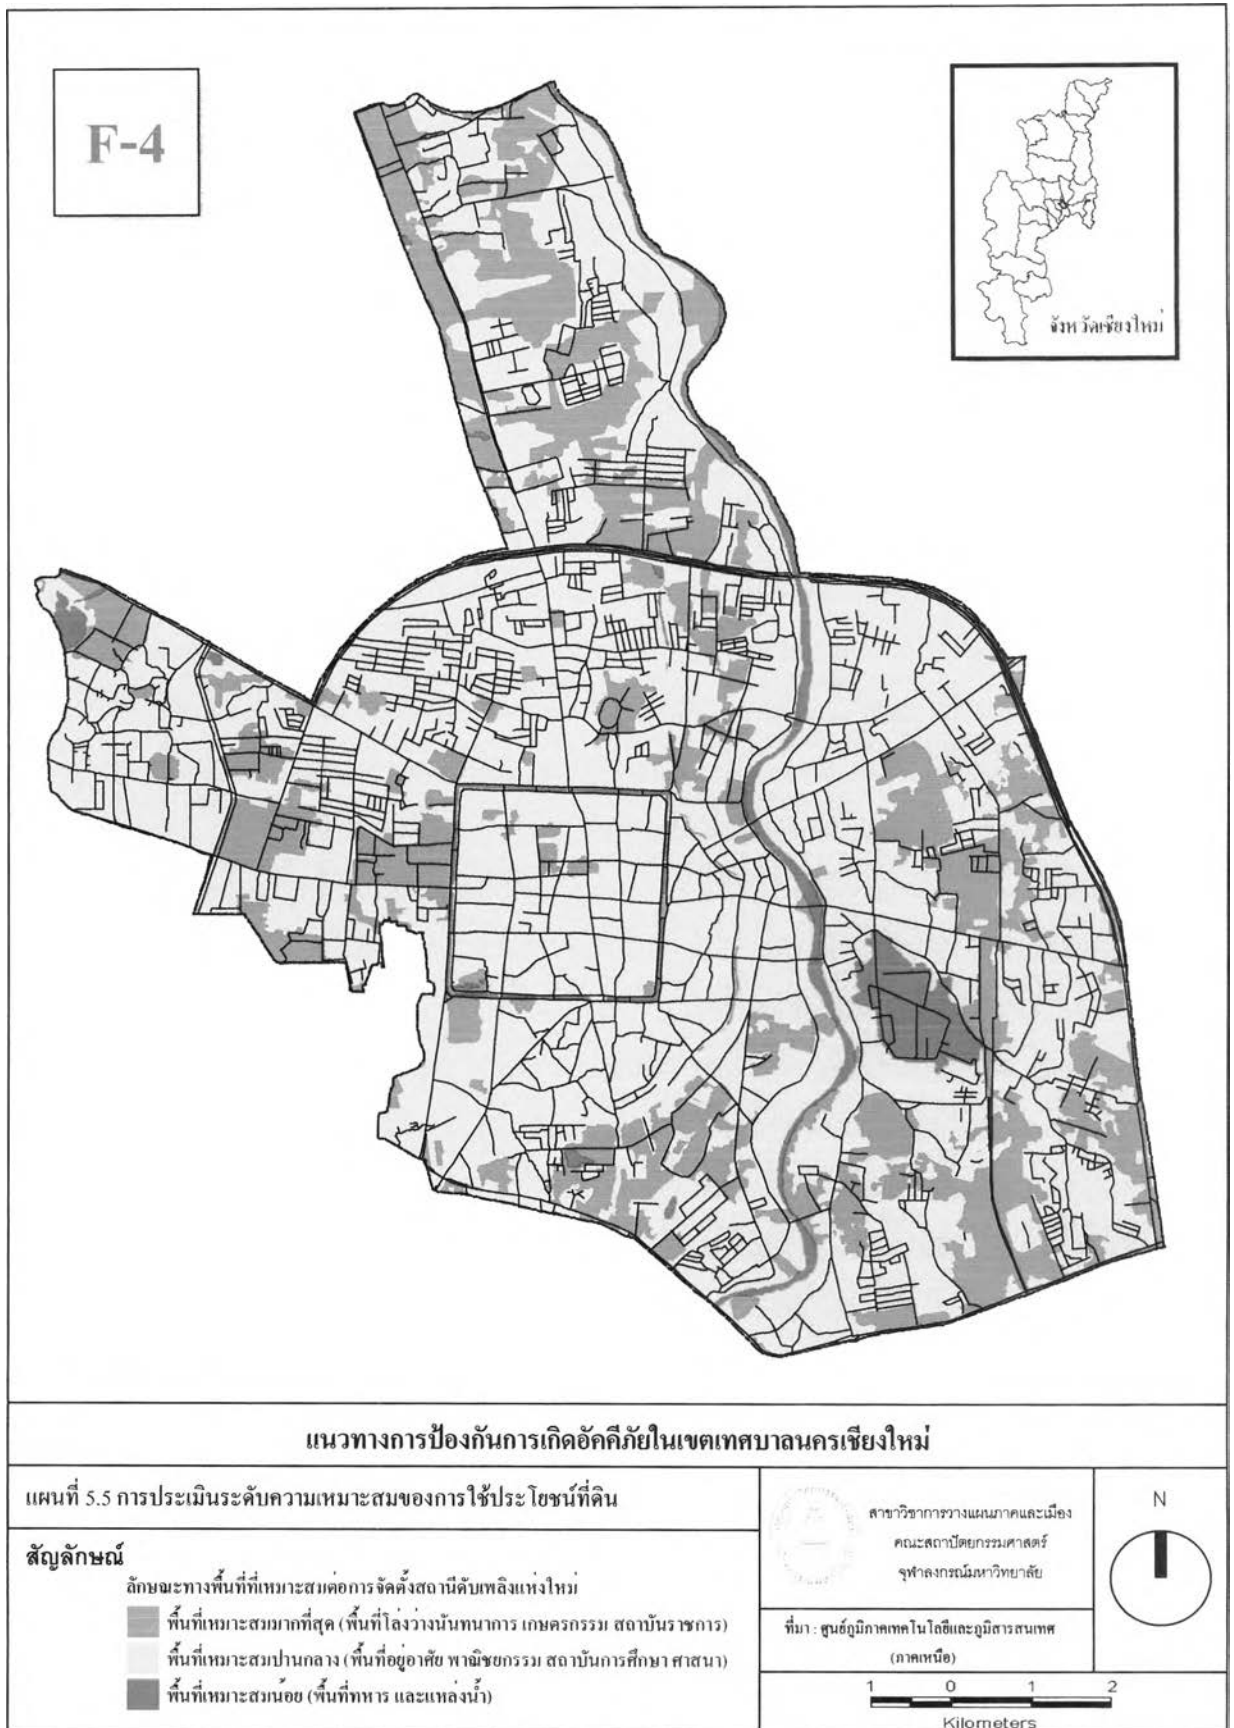 F-4
จังหวัดเชียงใหม่
แนวทางการป้องกันการเกิดอัคคีภัยในเขตเทศบาลนครเชียงใหม่
แผนที่ 5.5 การประเมินระดับความเหมาะสมของการใช้ประโยชน์ที่ดิน
สัญลักษณ์
ลักษณะทางพื้นที่ที่เหมาะสมต่อการจัดตั้งสถานีดับเพลิงแห่งใหม่
พื้นที่เหมาะสมมากที่สุด (พื้นที่โล่งว่างนันทนาการ เกษตรกรรม สถาบันราชการ)
พื้นที่เหมาะสมปานกลาง (พื้นที่อยู่อาศัย พาณิชยกรรม สถาบันการศึกษา ศาสนา)
พื้นที่เหมาะสมน้อย (พื้นที่ทหาร และแหล่งน้ำ)
สาขาวิชาการวางแผนภาคและเมือง
คณะสถาปัตยกรรมศาสตร์
จุฬาลงกรณ์มหาวิทยาลัย
ที่มา : ศูนย์ภูมิภาคเทคโนโลยีและภูมิสารสนเทศ
(ภาคเหนือ)
N
1 0 1 2
Kilometers